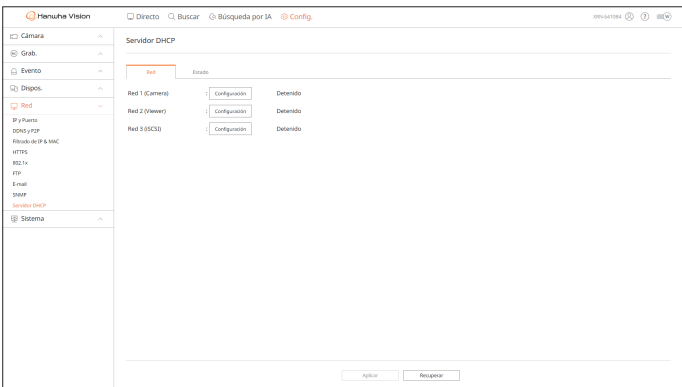 Hanwha Vision
Directo Buscar Búsqueda por IA Config.
Cámara
Grab.
Evento
Dispos.
Red
IP y Puerto
DDNS y P2P
Filtrado de IP & MAC
HTTPS
802.1x
FTP
E-mail
SNMP
Servidor DHCP
Sistema
Servidor DHCP
Red Estado
Red 1 (Camera) : Configuración Detenido
Red 2 (Viewer) : Configuración Detenido
Red 3 (iSCSI) : Configuración Detenido
Aplicar Recuperar